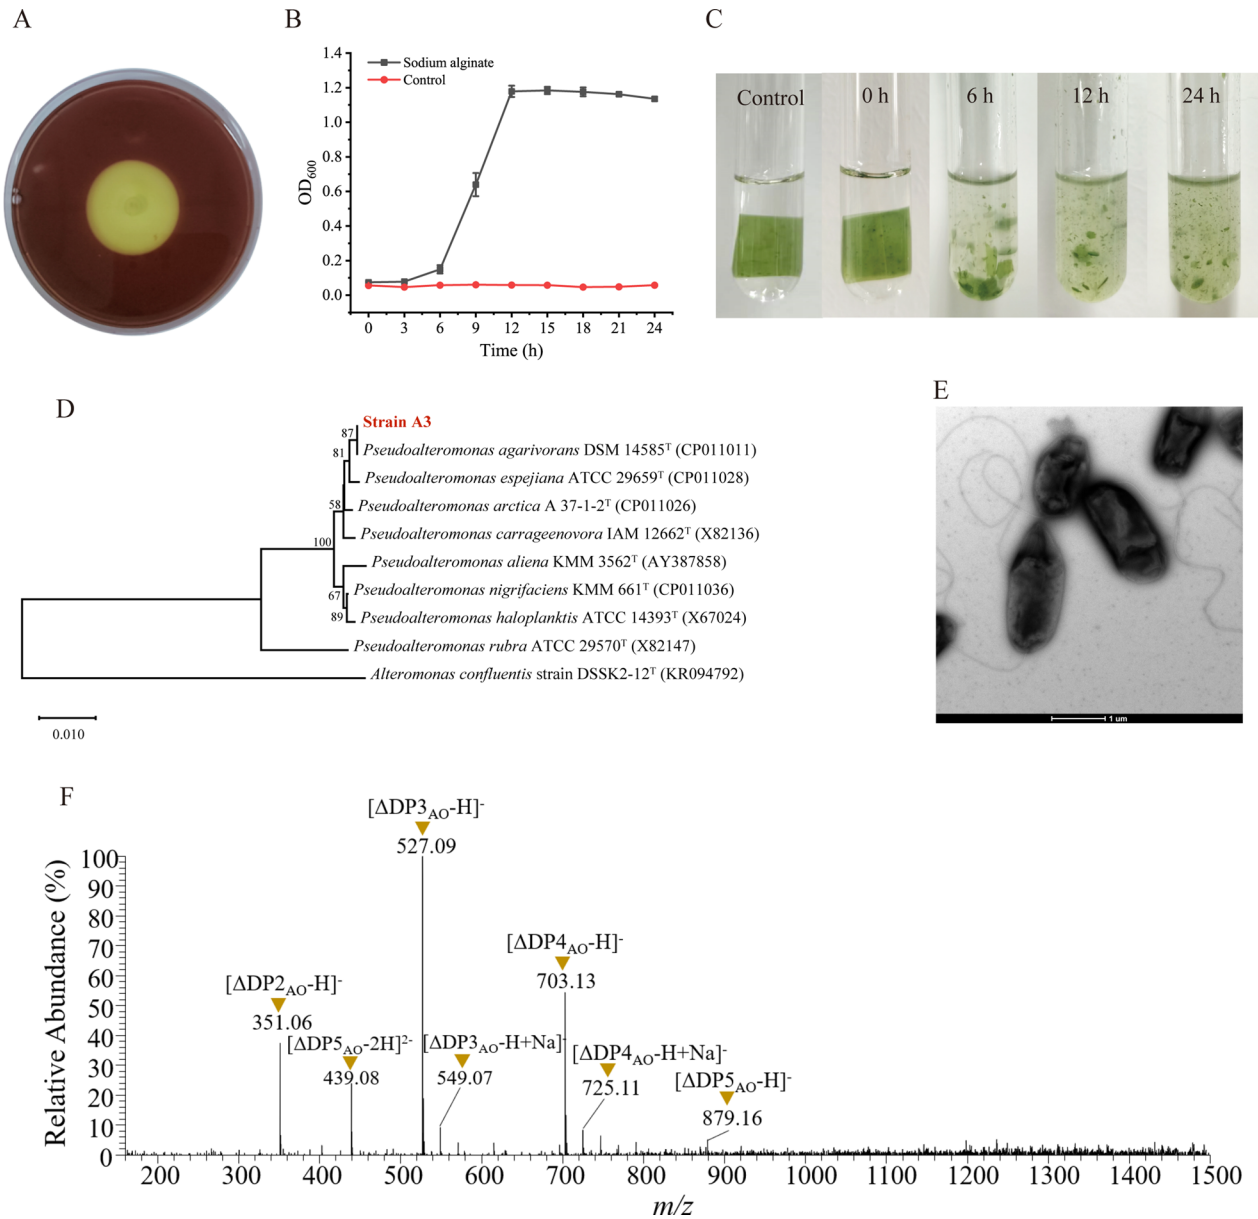 A
B
C
1.4
1.2
1.0
0.8
0.6
0.4
0.2
0.0
OD600
Sodium alginate
Control
0 3 6 9 12 15 18 21 24
Time (h)
Control 0 h 6 h 12 h 24 h
D
E
Strain A3
Pseudoalteromonas agarivorans DSM 14585T (CP011011)
Pseudoalteromonas espejiana ATCC 29659T (CP011028)
Pseudoalteromonas arctica A 37-1-2T (CP011026)
Pseudoalteromonas carrageenovora IAM 12662T (X82136)
Pseudoalteromonas aliena KMM 3562T (AY387858)
Pseudoalteromonas nigrifaciens KMM 661T (CP011036)
Pseudoalteromonas haloplanktis ATCC 14393T (X67024)
Pseudoalteromonas rubra ATCC 29570T (X82147)
Alteromonas confluentis strain DSSK2-12T (KR094792)
87
81
58
100
67
89
0.010
1 um
F
Relative Abundance (%)
100
90
80
70
60
50
40
30
20
10
0
[ΔDP3AO-H]-
527.09
[ΔDP4AO-H]-
703.13
[ΔDP2AO-H]-
351.06
[ΔDP5AO-2H]2-
439.08
[ΔDP3AO-H+Na]-
549.07
[ΔDP4AO-H+Na]-
725.11
[ΔDP5AO-H]-
879.16
200 300 400 500 600 700 800 900 1000 1100 1200 1300 1400 1500
m/z